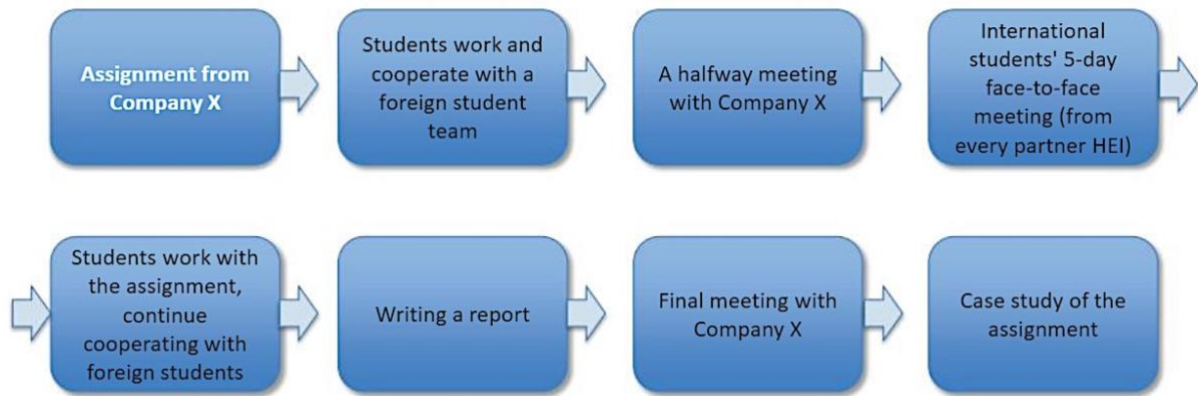 Assignment from
Company X
Students work and
cooperate with a
foreign student
team
A halfway meeting
with Company X
International
students' 5-day
face-to-face
meeting (from
every partner HEI)
Students work with
the assignment,
continue
cooperating with
foreign students
Writing a report
Final meeting with
Company X
Case study of the
assignment